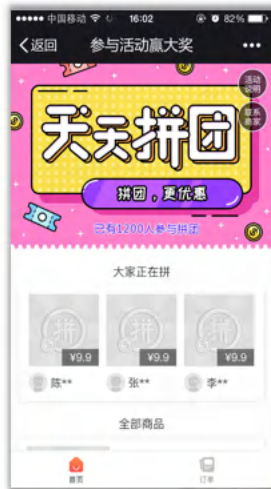 中国移动 16:02 82%
返回 参与活动赢大奖
活动
说明
联系
商家
天天拼团
拼团，更优惠
已有1200人参与拼团
大家正在拼
拼 拼 拼
¥9.9 ¥9.9 ¥9.9
陈** 张** 李**
全部商品
首页 订单